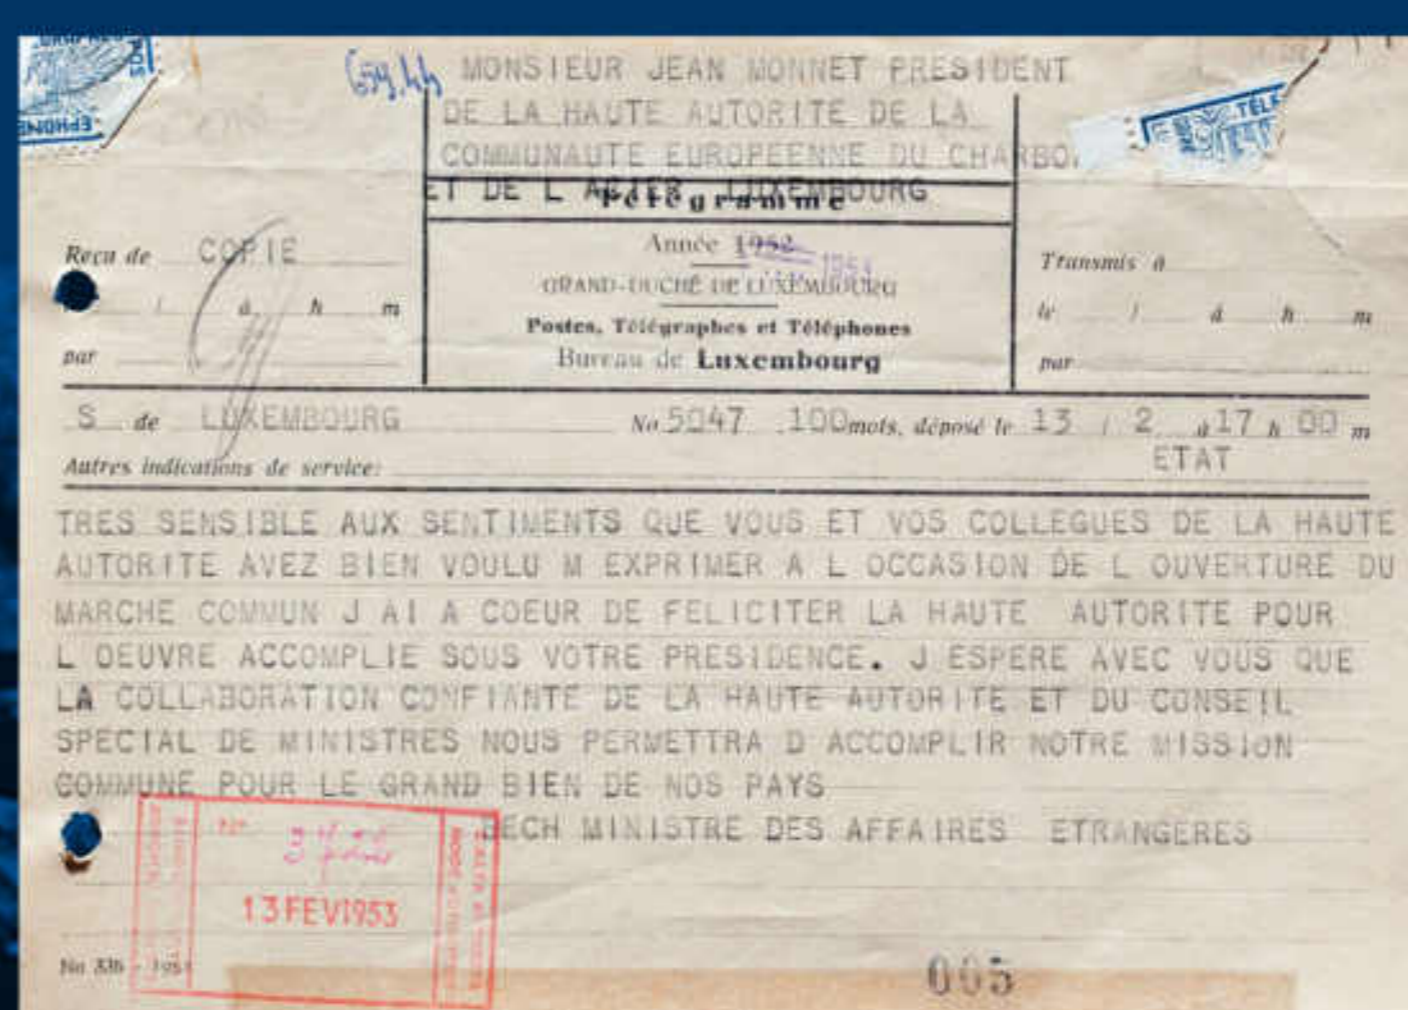 MONSIEUR JEAN MONNET PRESIDENT
DE LA HAUTE AUTORITE DE LA
COMMUNAUTE EUROPEENNE DU CHARBO
ET DE L ACIER LUXEMBOURG
Télégramme
Reçu de COPIE
Année 1952
GRAND-DUCHÉ DE LUXEMBOURG
Transmis à
/ à h m
le / à h m
Postes, Télégraphes et Téléphones
par
Bureau de Luxembourg
par
S de LUXEMBOURG No 5047 100 mots, déposé le 13 / 2 à 17 h 00 m
Autres indications de service: ETAT
TRES SENSIBLE AUX SENTIMENTS QUE VOUS ET VOS COLLEGUES DE LA HAUTE
AUTORITE AVEZ BIEN VOULU M EXPRIMER A L OCCASION DE L OUVERTURE DU
MARCHE COMMUN J AI A COEUR DE FELICITER LA HAUTE AUTORITE POUR
L OEUVRE ACCOMPLIE SOUS VOTRE PRESIDENCE. J ESPERE AVEC VOUS QUE
LA COLLABORATION CONFIANTE DE LA HAUTE AUTORITE ET DU CONSEIL
SPECIAL DE MINISTRES NOUS PERMETTRA D ACCOMPLIR NOTRE MISSION
COMMUNE POUR LE GRAND BIEN DE NOS PAYS
BECH MINISTRE DES AFFAIRES ETRANGERES
13 FEV 1953
005